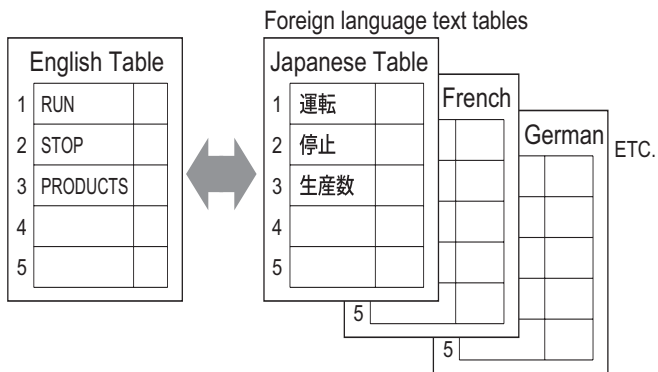 Foreign language text tables
English Table
1 RUN
2 STOP
3 PRODUCTS
4
5
Japanese Table
1 運転
2 停止
3 生産数
4
5
French
5
German
5
ETC.